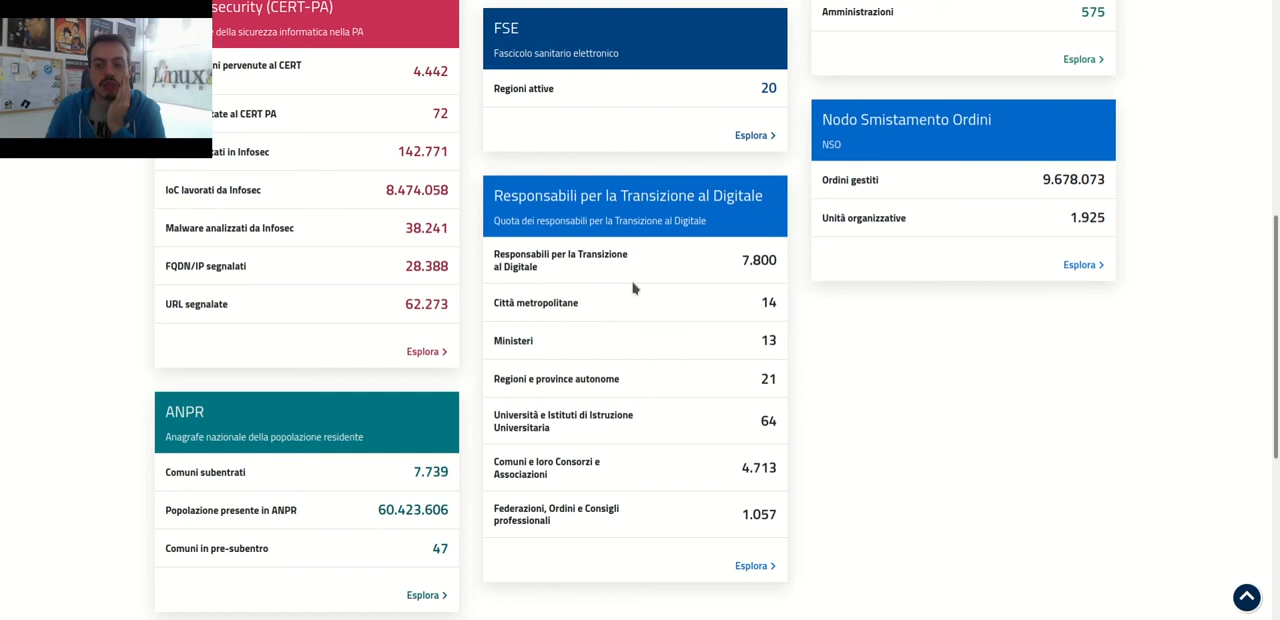 security (CERT-PA)
della sicurezza informatica nella PA
ni pervenute al CERT
4.442
tate al CERT PA
72
cati in Infosec
142.771
IoC lavorati da Infosec
8.474.058
Malware analizzati da Infosec
38.241
FQDN/IP segnalati
28.388
URL segnalate
62.273
Esplora >
ANPR
Anagrafe nazionale della popolazione residente
Comuni subentrati
7.739
Popolazione presente in ANPR
60.423.606
Comuni in pre-subentro
47
Esplora >
FSE
Fascicolo sanitario elettronico
Regioni attive
20
Esplora >
Responsabili per la Transizione al Digitale
Quota dei responsabili per la Transizione al Digitale
Responsabili per la Transizione
al Digitale
7.800
Città metropolitane
14
Ministeri
13
Regioni e province autonome
21
Università e Istituti di Istruzione
Universitaria
64
Comuni e loro Consorzi e
Associazioni
4.713
Federazioni, Ordini e Consigli
professionali
1.057
Esplora >
Amministrazioni
575
Esplora >
Nodo Smistamento Ordini
NSO
Ordini gestiti
9.678.073
Unità organizzative
1.925
Esplora >
Linux